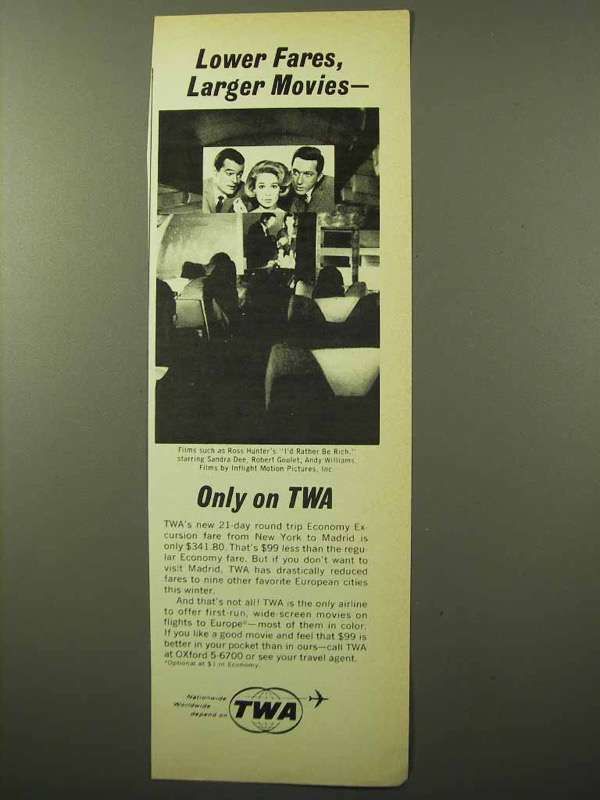 Lower Fares,
Larger Movies—
Films such as Ross Hunter's "I'd Rather Be Rich,"
starring Sandra Dee, Robert Goulet, Andy Williams.
Films by Inflight Motion Pictures, Inc.
Only on TWA
TWA's new 21-day round trip Economy Ex-
cursion fare from New York to Madrid is
only $341.80. That's $99 less than the regu-
lar Economy fare. But if you don't want to
visit Madrid, TWA has drastically reduced
fares to nine other favorite European cities
this winter.
And that's not all! TWA is the only airline
to offer first-run, wide-screen movies on
flights to Europe*—most of them in color.
If you like a good movie and feel that $99 is
better in your pocket than in ours—call TWA
at OXford 5-6700 or see your travel agent.
*Optional at $1 in Economy.
Nationwide
Worldwide
depend on
TWA